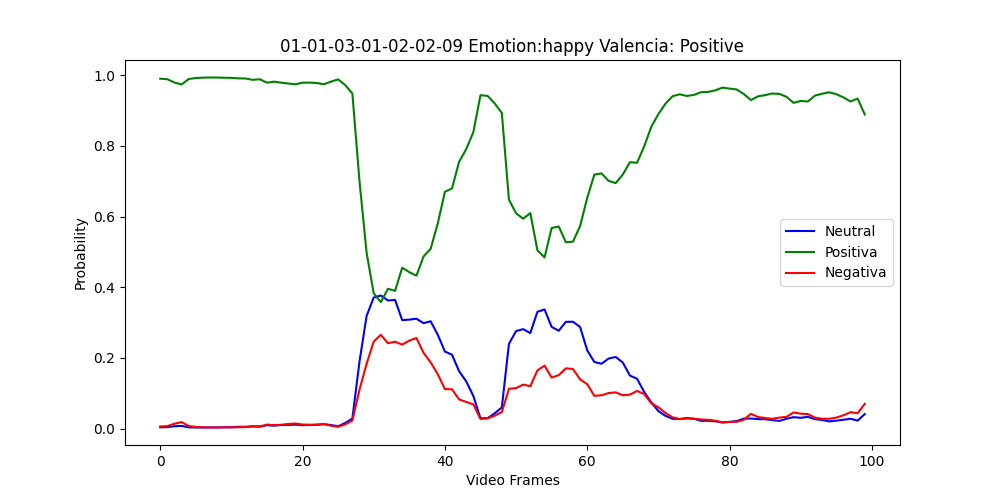 01-01-03-01-02-02-09 Emotion:happy Valencia: Positive
1.0
0.8
0.6
0.4
0.2
0.0
Probability
Neutral
Positiva
Negativa
0 20 40 60 80 100
Video Frames